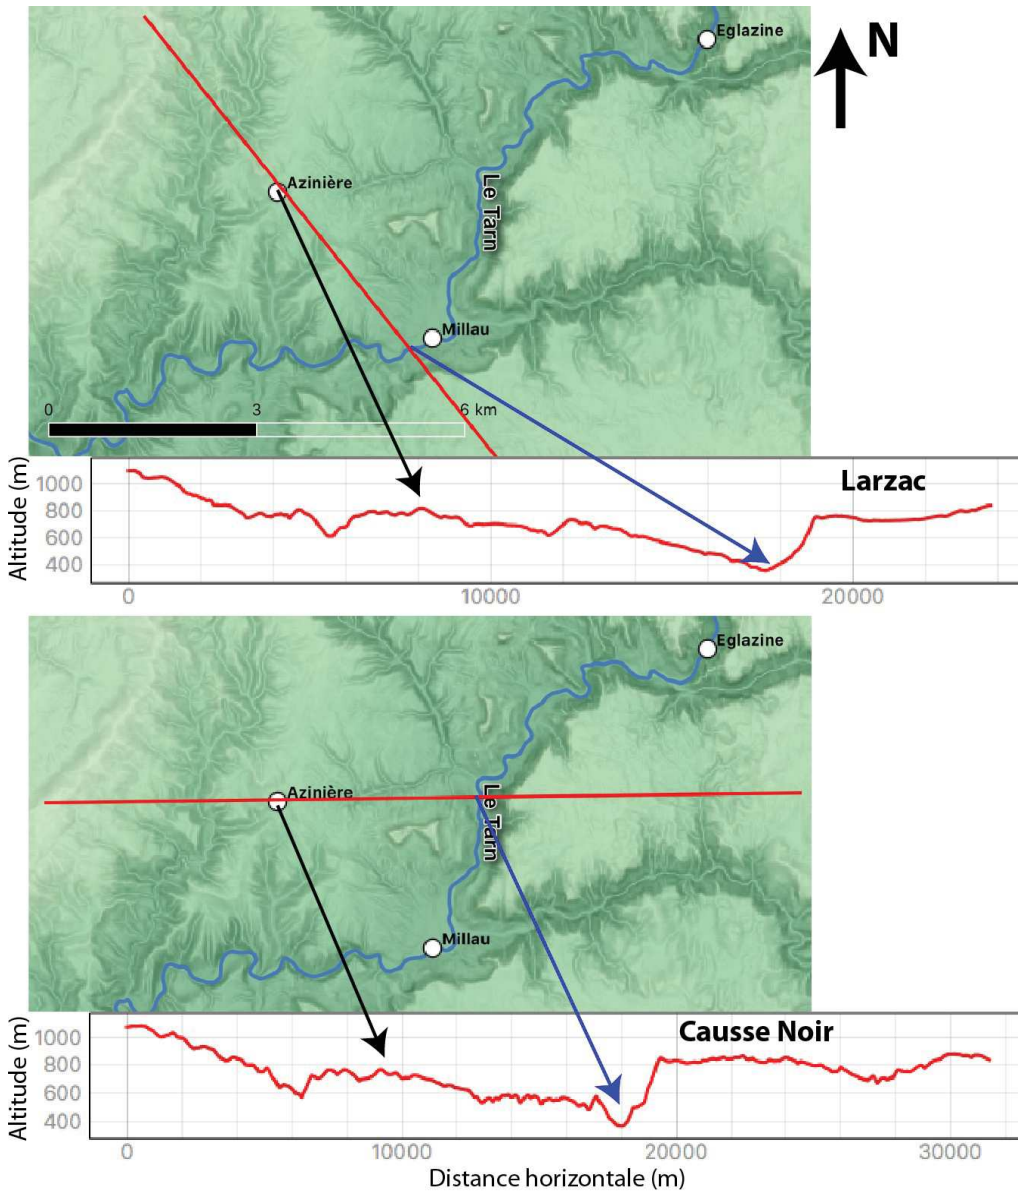 Eglazine
N
Azinière
Le Tarn
Millau
0 3 6 km
Larzac
Altitude (m)
1000
800
600
400
0 10000 20000
Eglazine
Azinière
Le Tarn
Millau
Causse Noir
Altitude (m)
1000
800
600
400
0 10000 20000 30000
Distance horizontale (m)